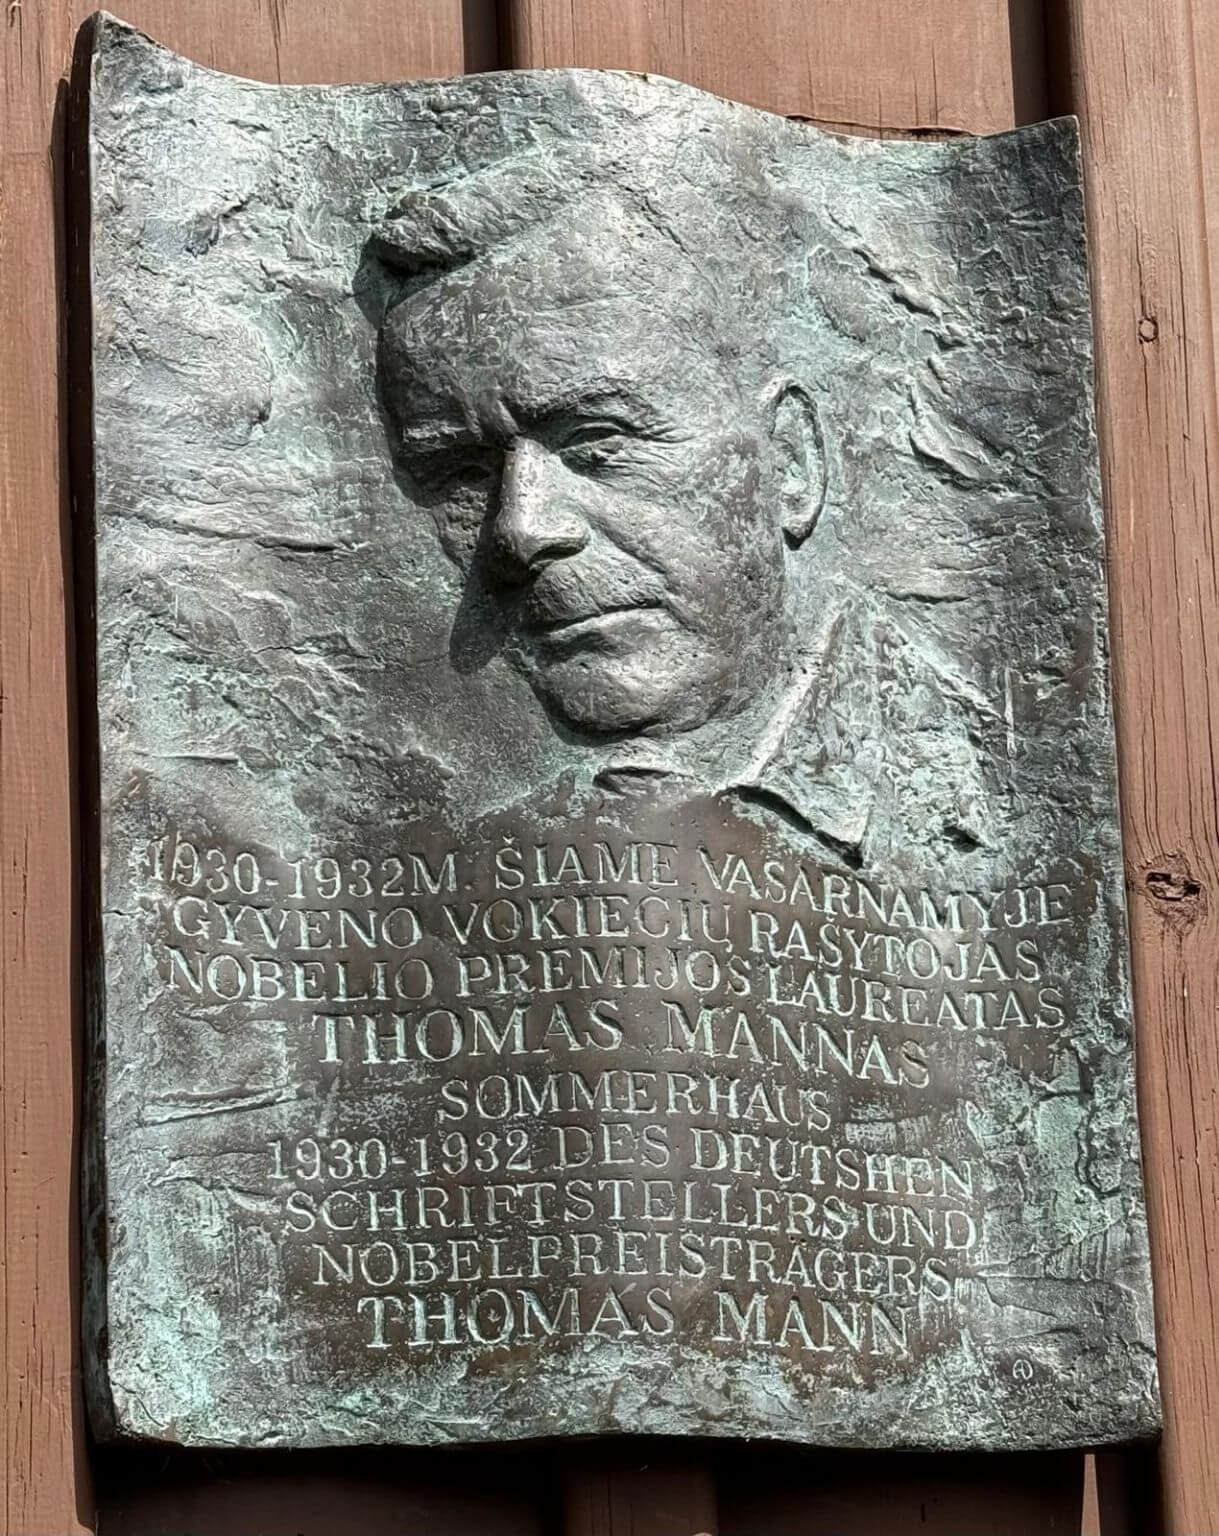 1930-1932M. ŠIAME VASARNAMYJE
GYVENO VOKIEČIŲ RAŠYTOJAS
NOBELIO PREMIJOS LAUREATAS
THOMAS MANNAS
SOMMERHAUS
1930-1932 DES DEUTSHEN
SCHRIFTSTELLERS UND
NOBELPREISTRÄGERS
THOMAS MANN